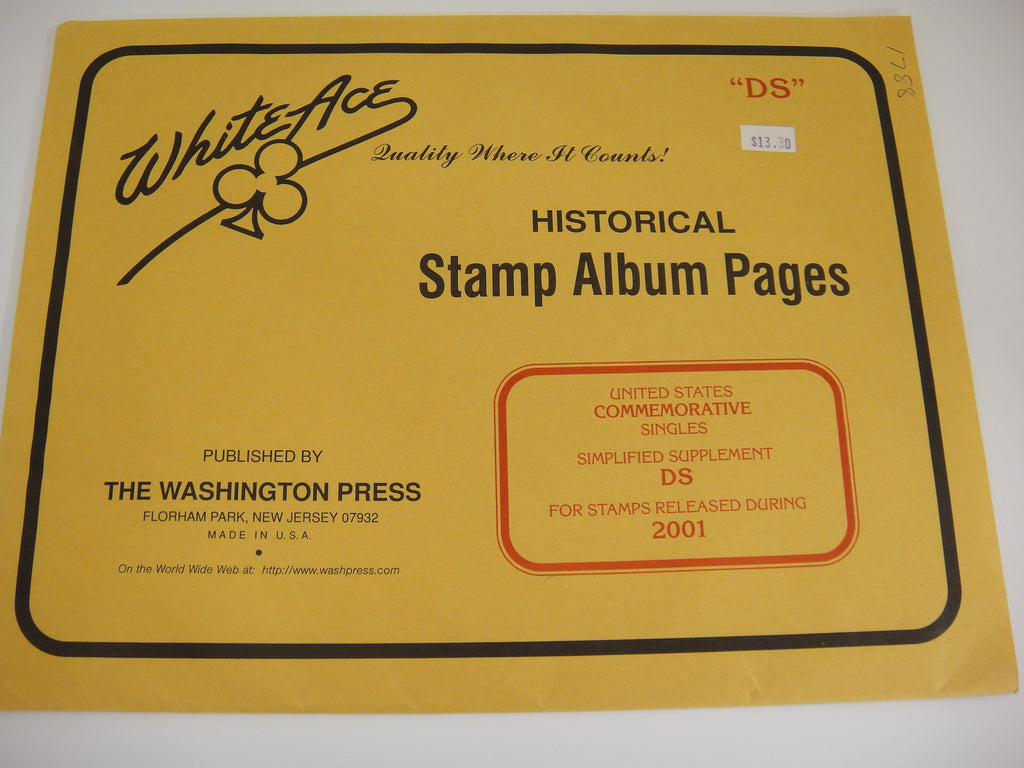 WhiteAce
Quality Where It Counts!
"DS"
$13.30
1788
HISTORICAL
Stamp Album Pages
UNITED STATES
COMMEMORATIVE
SINGLES
SIMPLIFIED SUPPLEMENT
DS
FOR STAMPS RELEASED DURING
2001
PUBLISHED BY
THE WASHINGTON PRESS
FLORHAM PARK, NEW JERSEY 07932
MADE IN U.S.A.
On the World Wide Web at: http://www.washpress.com